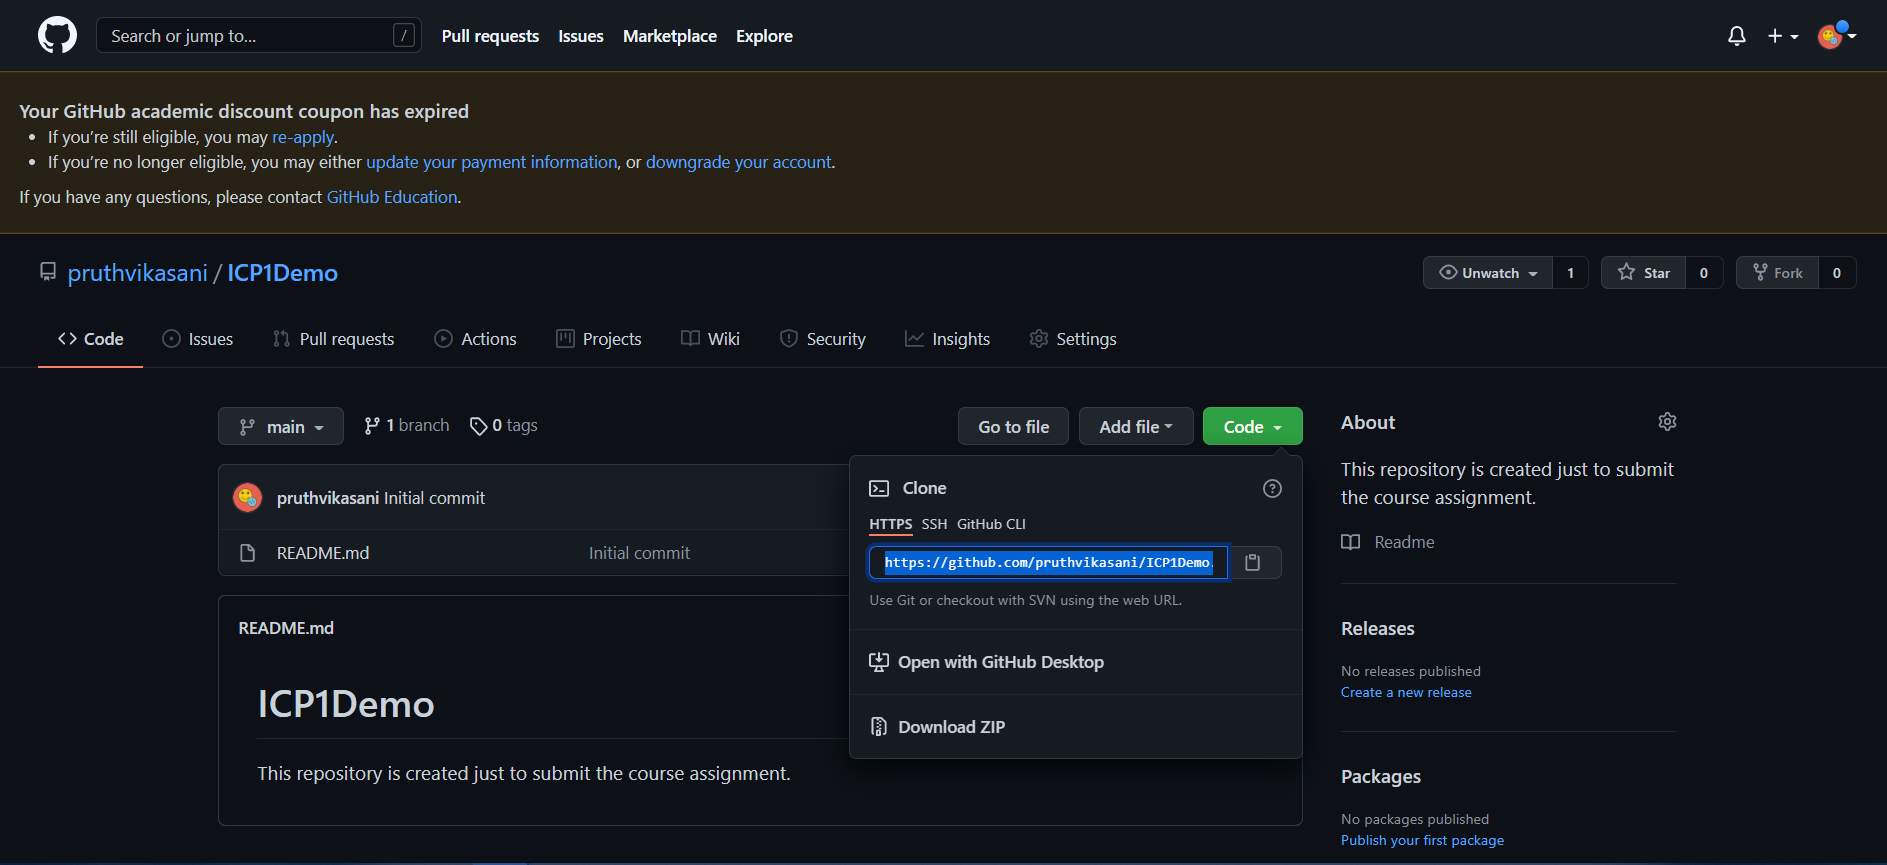 Search or jump to... /
Pull requests Issues Marketplace Explore
Your GitHub academic discount coupon has expired
If you’re still eligible, you may re-apply.
If you’re no longer eligible, you may either update your payment information, or downgrade your account.
If you have any questions, please contact GitHub Education.
pruthvikasani / ICP1Demo
Unwatch 1 Star 0 Fork 0
Code Issues Pull requests Actions Projects Wiki Security Insights Settings
main 1 branch 0 tags
Go to file Add file Code
pruthvikasani Initial commit
README.md Initial commit
README.md
ICP1Demo
This repository is created just to submit the course assignment.
Clone
HTTPS SSH GitHub CLI
https://github.com/pruthvikasani/ICP1Demo.
Use Git or checkout with SVN using the web URL.
Open with GitHub Desktop
Download ZIP
About
This repository is created just to submit
the course assignment.
Readme
Releases
No releases published
Create a new release
Packages
No packages published
Publish your first package